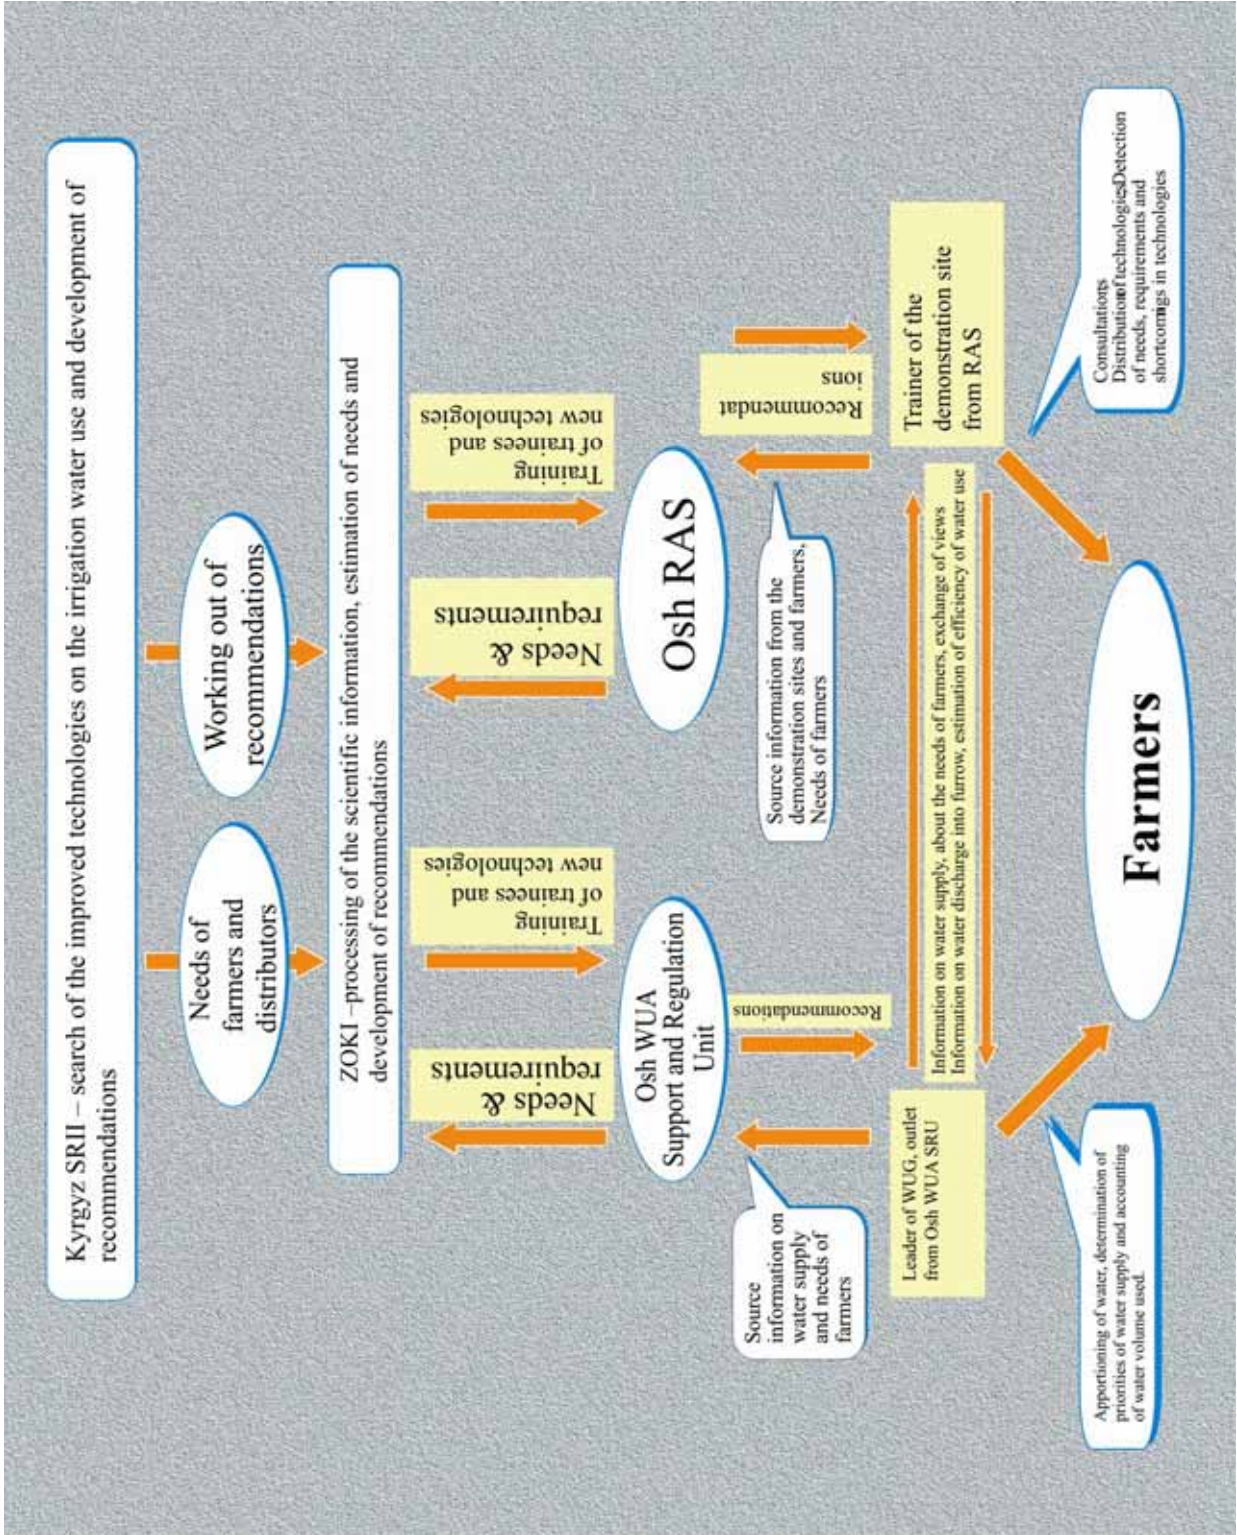 Kyrgyz SRII – search of the improved technologies on the irrigation water use and development of
recommendations
Needs of
farmers and
distributors
Working out of
recommendations
ZOKI –processing of the scientific information, estimation of needs and
development of recommendations
Needs &
requirements
Training
of trainees and
new technologies
Needs &
requirements
Training
of trainees and
new technologies
Osh WUA
Support and Regulation
Unit
Osh RAS
Source
information on
water supply
and needs of
farmers
Recommendations
Source information from the
demonstration sites and farmers,
Needs of farmers
Recommendat
ions
Leader of WUG, outlet
from Osh WUA SRU
Information on water supply, about the needs of farmers, exchange of views
Information on water discharge into furrow, estimation of efficiency of water use
Trainer of the
demonstration site
from RAS
Apportioning of water, determination of
priorities of water supply and accounting
of water volume used.
Farmers
Consultations
Distribution of technologies Detection
of needs, requirements and
shortcomings in technologies